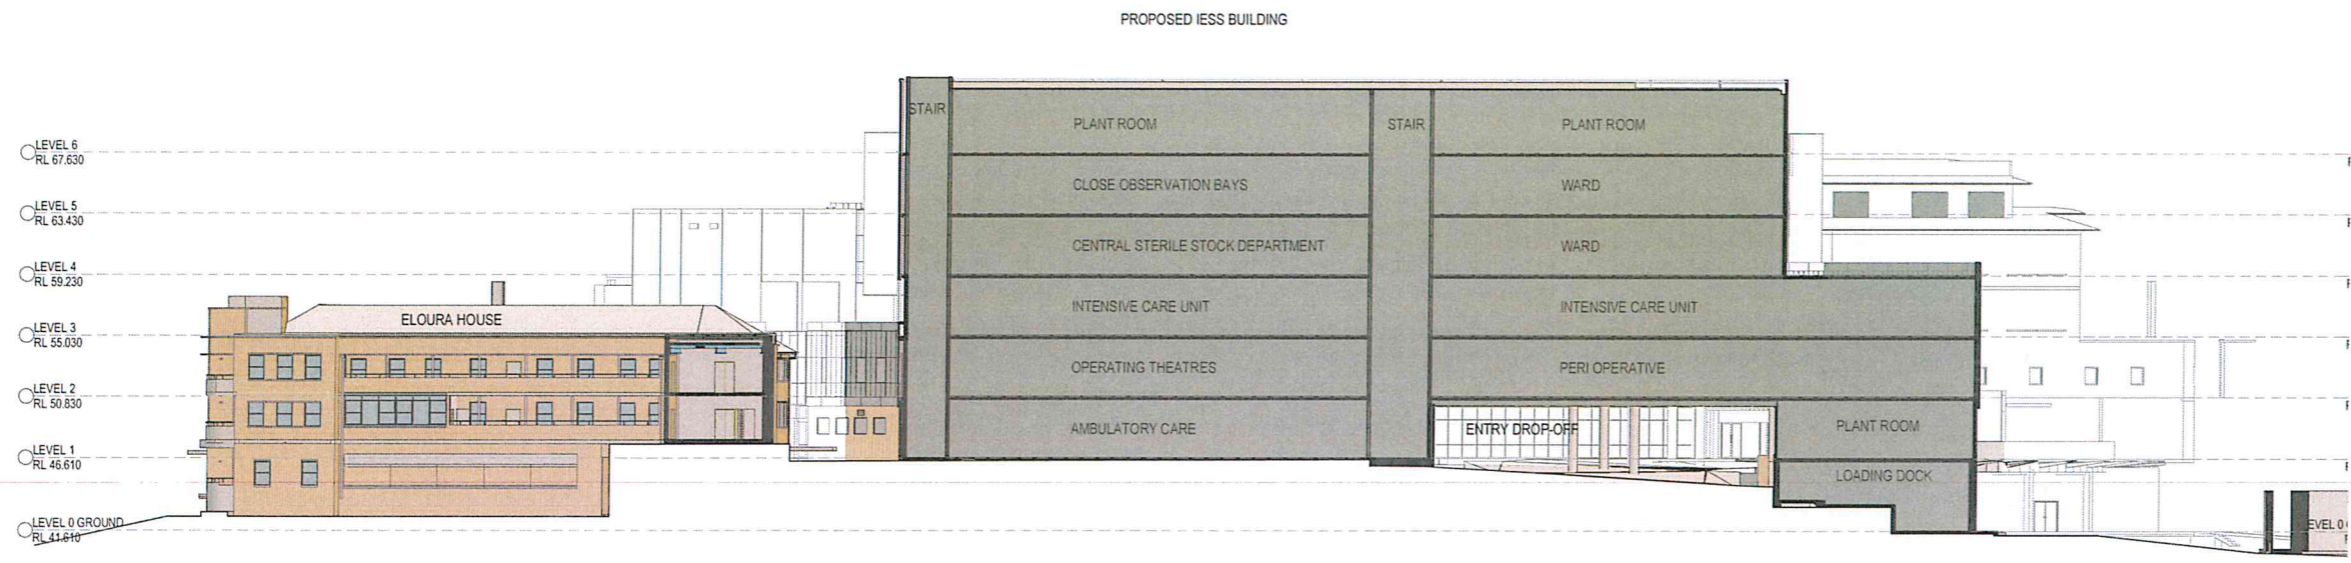 PROPOSED IESS BUILDING
STAIR
PLANT ROOM
STAIR
PLANT ROOM
LEVEL 6
RL 67.630
CLOSE OBSERVATION BAYS
WARD
LEVEL 5
RL 63.430
CENTRAL STERILE STOCK DEPARTMENT
WARD
LEVEL 4
RL 59.230
INTENSIVE CARE UNIT
INTENSIVE CARE UNIT
ELOURA HOUSE
LEVEL 3
RL 55.030
OPERATING THEATRES
PERI OPERATIVE
LEVEL 2
RL 50.830
AMBULATORY CARE
ENTRY DROP-OFF
PLANT ROOM
LEVEL 1
RL 46.610
LOADING DOCK
LEVEL 0 GROUND
RL 41.610
EVEL 0